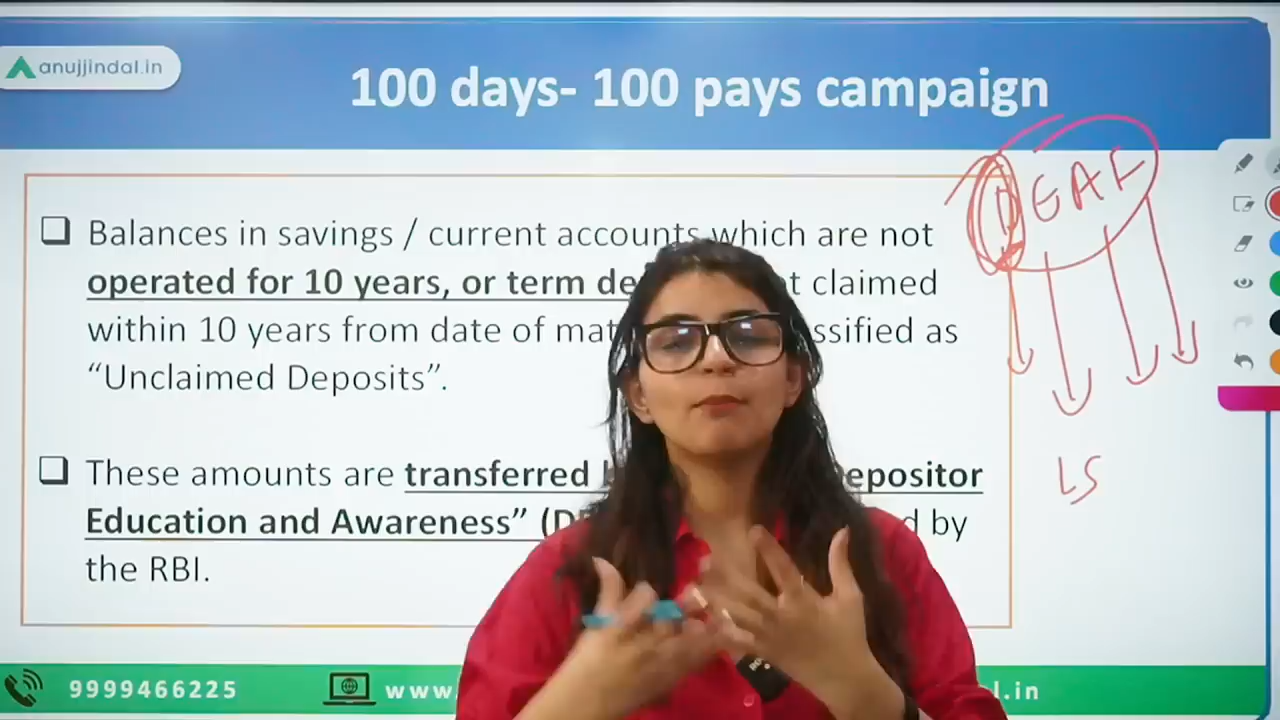 anujjindal.in
100 days- 100 pays campaign
DEAF
Balances in savings / current accounts which are not
operated for 10 years, or term de t claimed
within 10 years from date of mat ssified as
“Unclaimed Deposits”.
These amounts are transferred epositor
LS
Education and Awareness” (D d by
the RBI.
9999466225
www. l.in